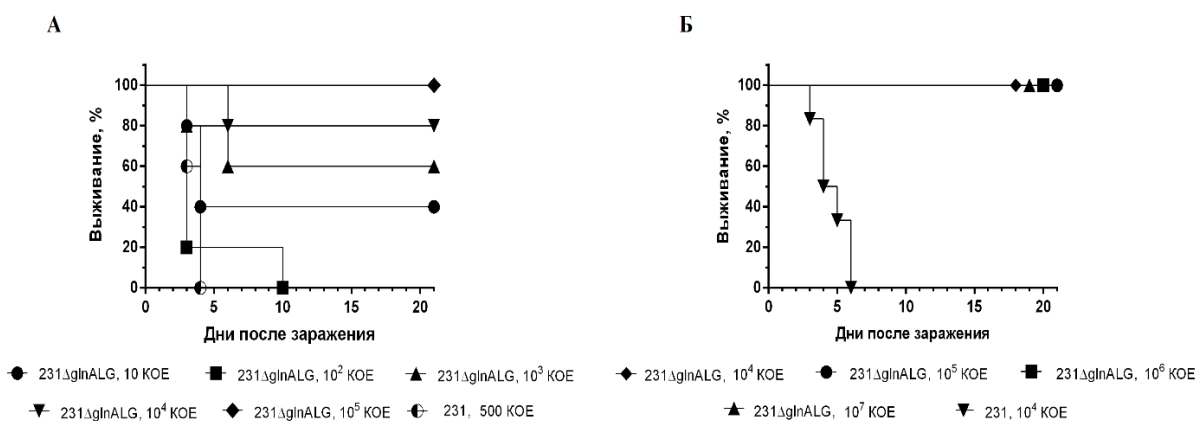 А
Б
Выживание, %
100
80
60
40
20
0
0 5 10 15 20
Дни после заражения
Выживание, %
100
80
60
40
20
0
0 5 10 15 20
Дни после заражения
231ΔglnALG, 10 КОЕ 231ΔglnALG, 10² КОЕ 231ΔglnALG, 10³ КОЕ
231ΔglnALG, 10⁴ КОЕ 231ΔglnALG, 10⁵ КОЕ 231, 500 КОЕ
231ΔglnALG, 10⁴ КОЕ 231ΔglnALG, 10⁵ КОЕ 231ΔglnALG, 10⁶ КОЕ
231ΔglnALG, 10⁷ КОЕ 231, 10⁴ КОЕ